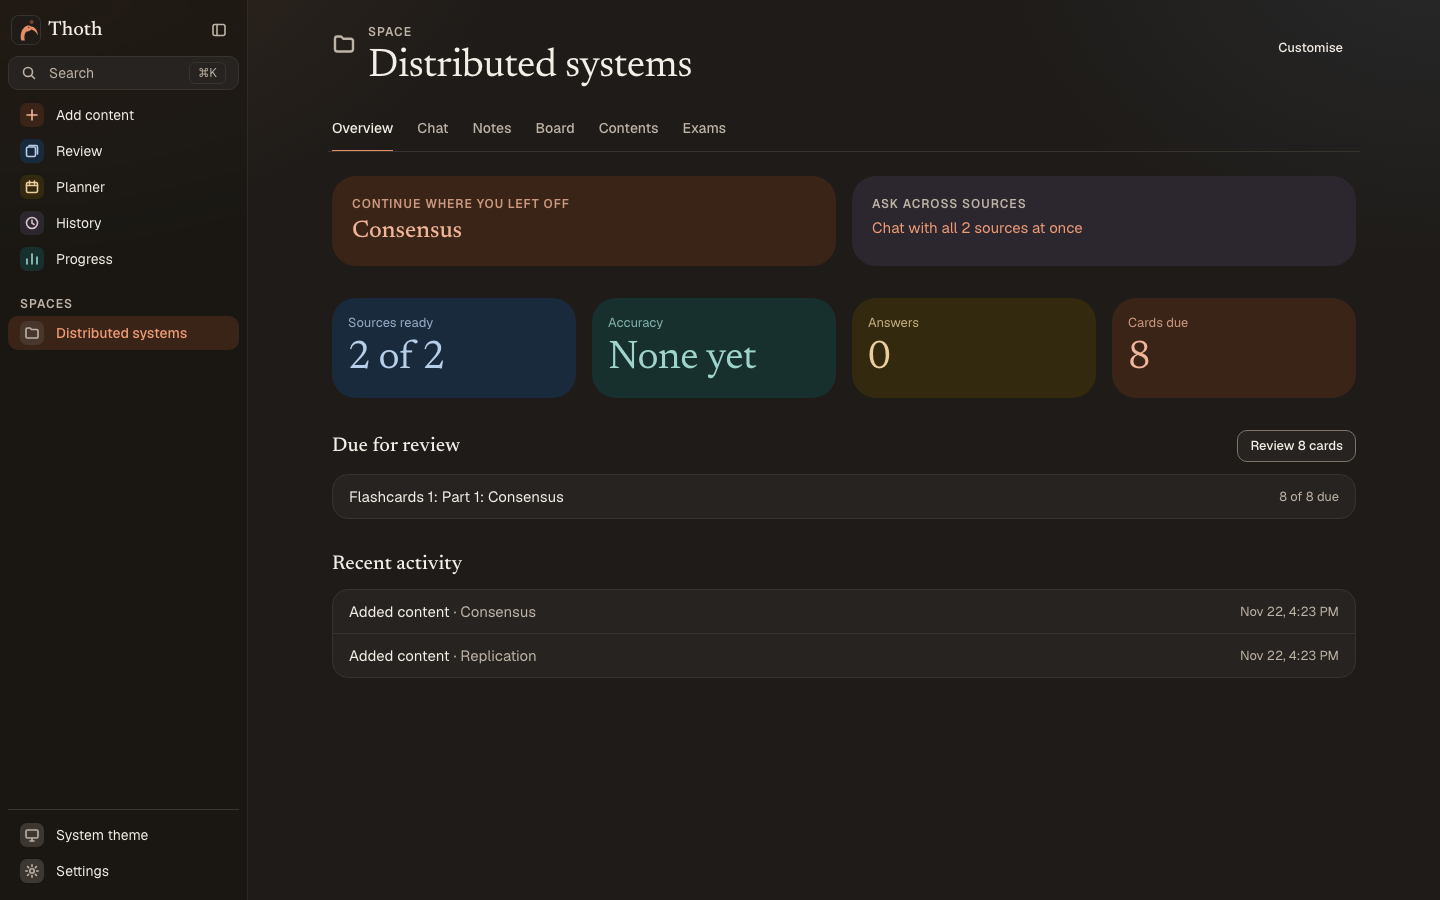 Thoth
Search ⌘K
Add content
Review
Planner
History
Progress
SPACES
Distributed systems
System theme
Settings
SPACE
Distributed systems
Customise
Overview Chat Notes Board Contents Exams
CONTINUE WHERE YOU LEFT OFF
Consensus
ASK ACROSS SOURCES
Chat with all 2 sources at once
Sources ready
2 of 2
Accuracy
None yet
Answers
0
Cards due
8
Due for review
Review 8 cards
Flashcards 1: Part 1: Consensus 8 of 8 due
Recent activity
Added content · Consensus Nov 22, 4:23 PM
Added content · Replication Nov 22, 4:23 PM